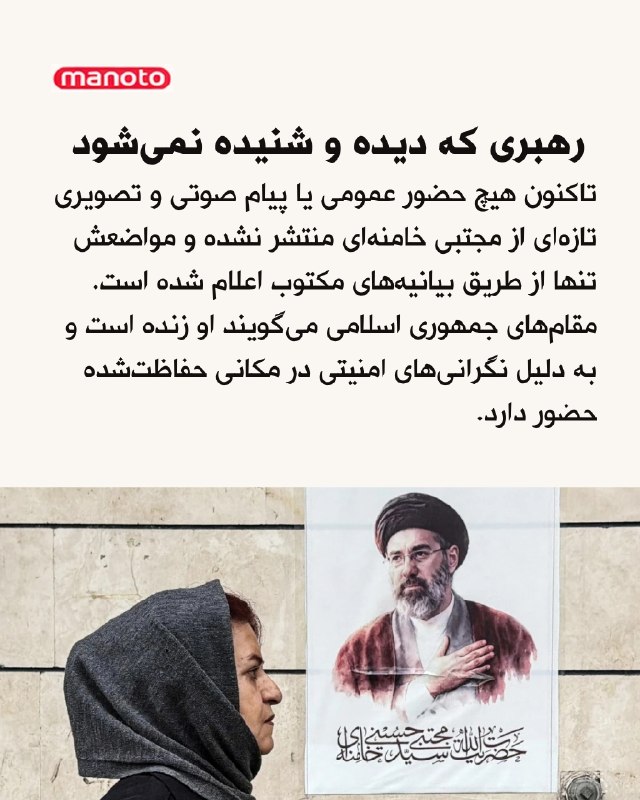 manoto
رهبری که دیده و شنیده نمی‌شود
تاکنون هیچ حضور عمومی یا پیام صوتی و تصویری
تازه‌ای از مجتبی خامنه‌ای منتشر نشده و مواضعش
تنها از طریق بیانیه‌های مکتوب اعلام شده است.
مقام‌های جمهوری اسلامی می‌گویند او زنده است و
به دلیل نگرانی‌های امنیتی در مکانی حفاظت‌شده
حضور دارد.
حضرت آیت‌الله سید مجتبی حسینی خامنه‌ای